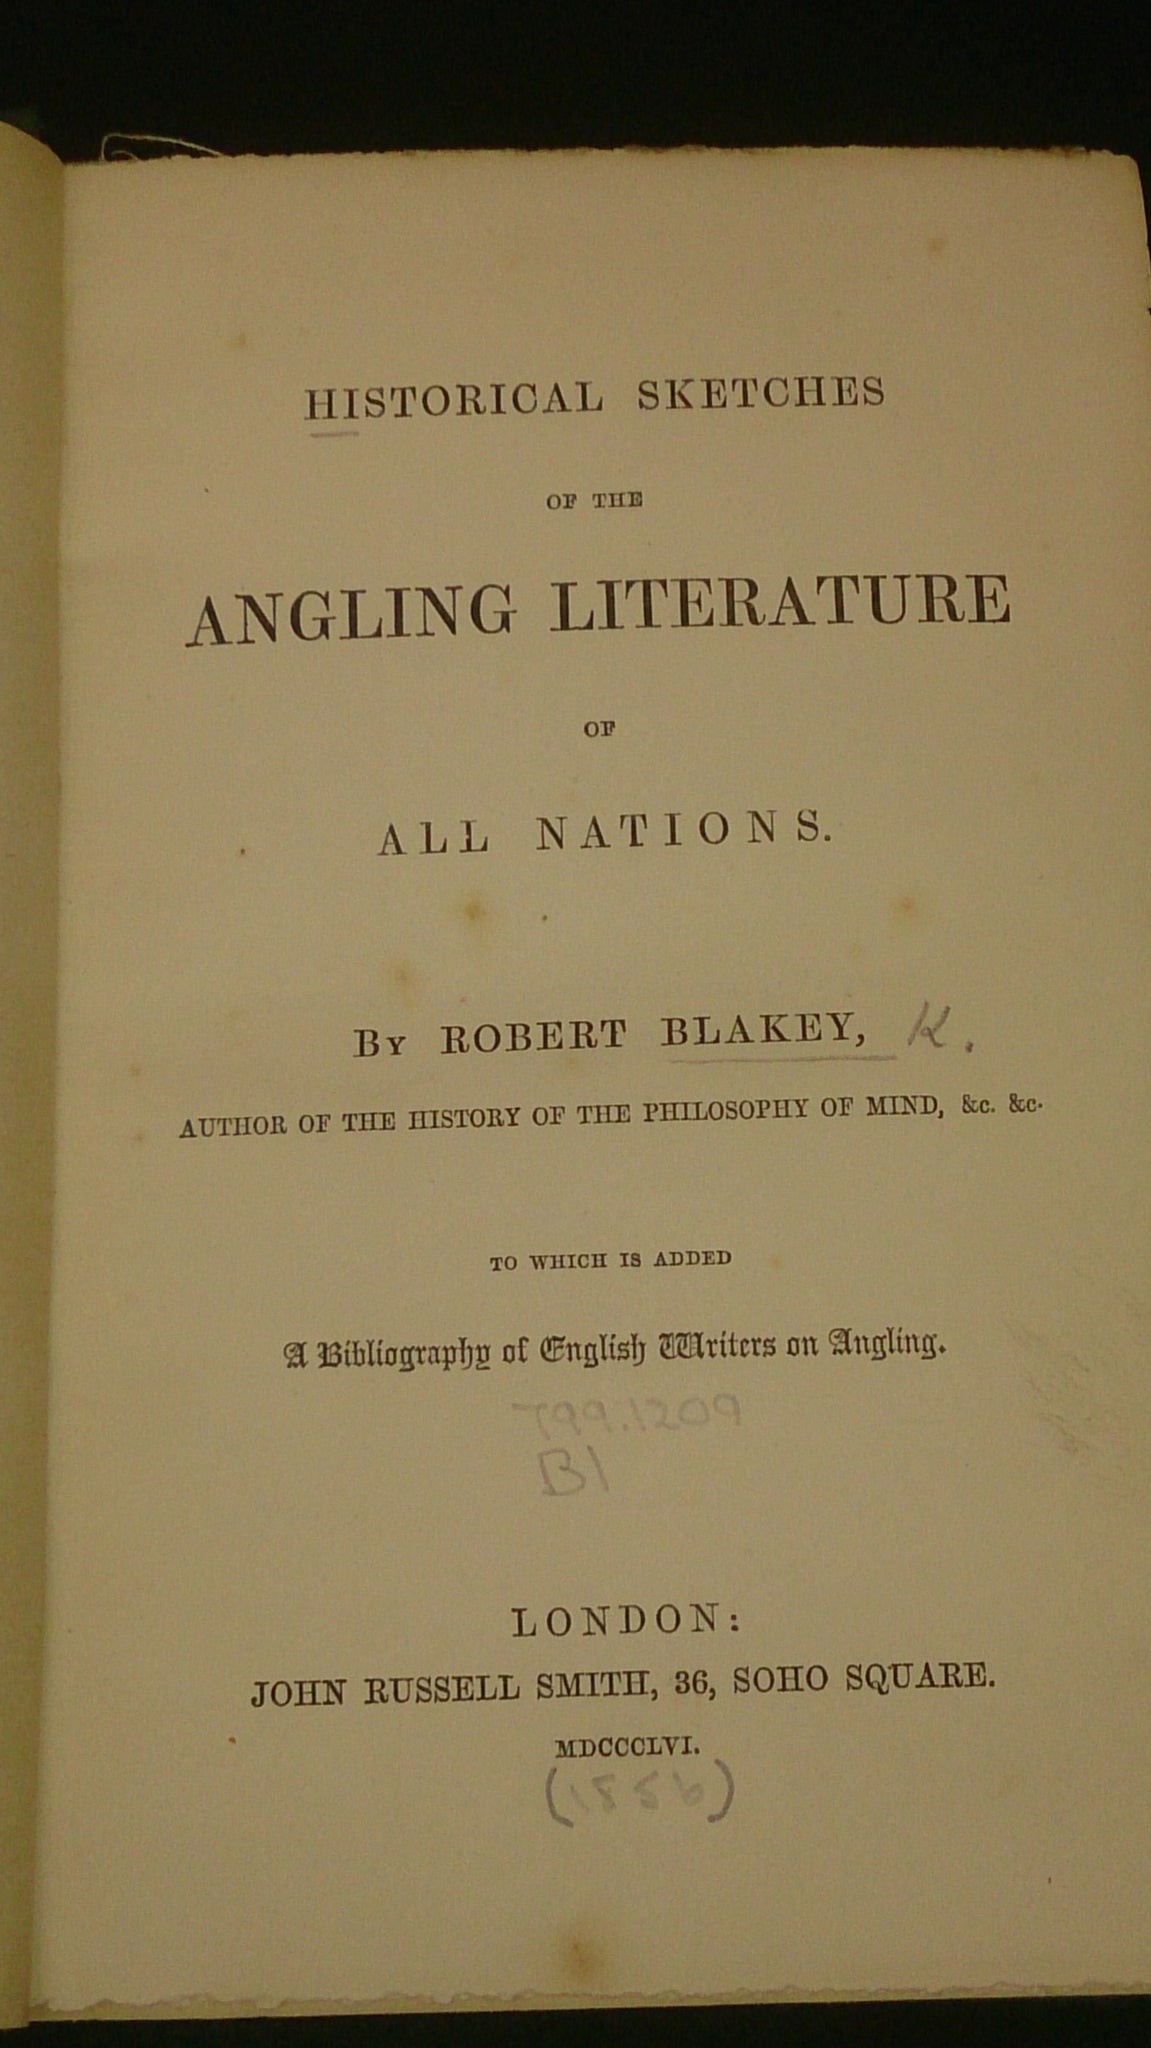 HISTORICAL SKETCHES
OF THE
ANGLING LITERATURE
OF
ALL NATIONS.
BY ROBERT BLAKEY, K.
AUTHOR OF THE HISTORY OF THE PHILOSOPHY OF MIND, &c. &c.
TO WHICH IS ADDED
A Bibliography of English Writers on Angling.
799.1209
Bl
LONDON:
JOHN RUSSELL SMITH, 36, SOHO SQUARE.
MDCCCLVI.
(1856)